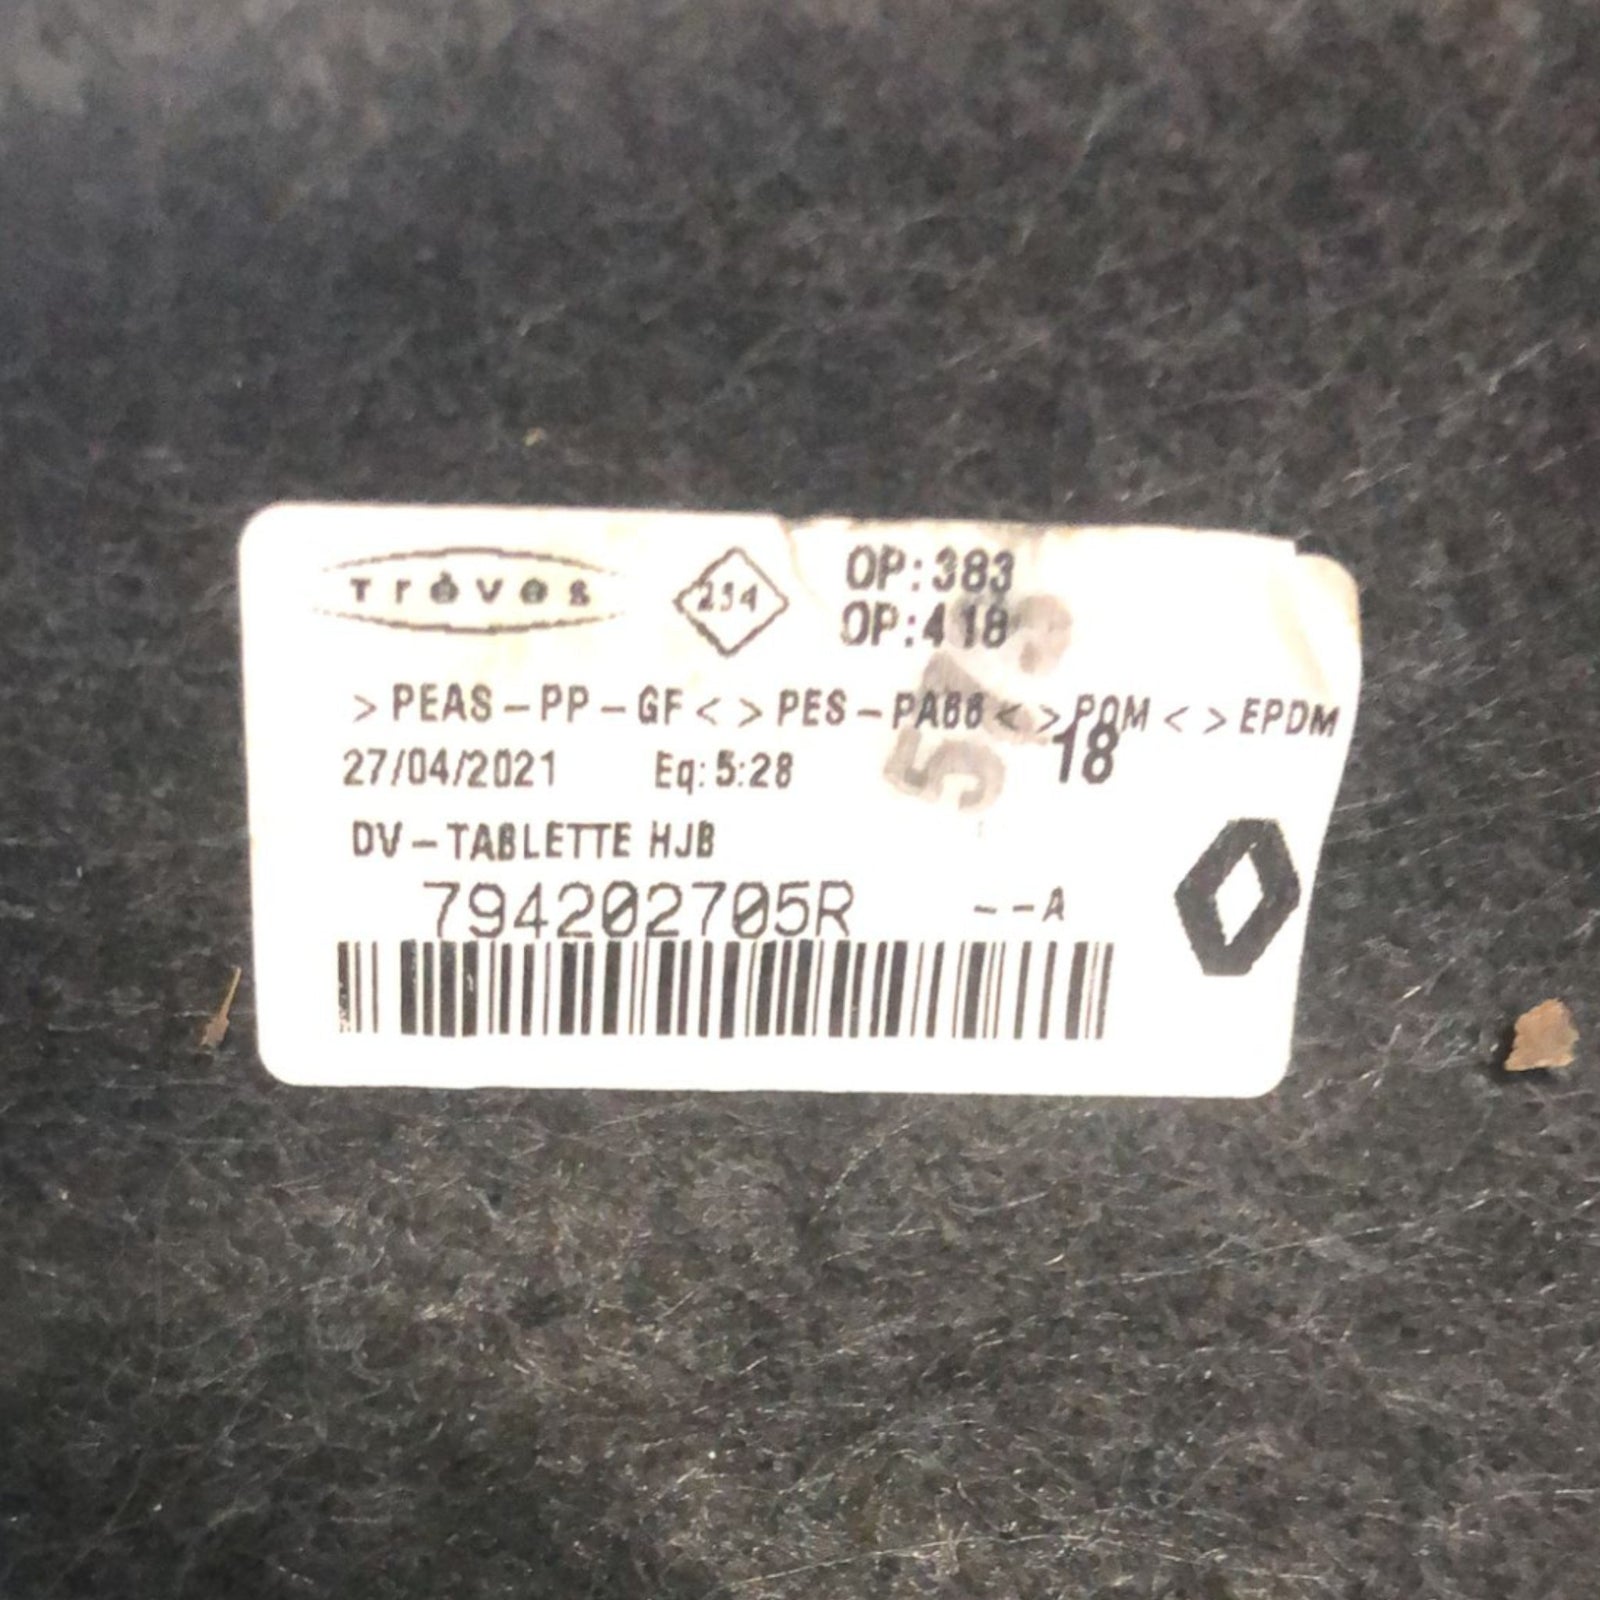 Trèves
254
OP:383
OP:418
>PEAS-PP-GF<>PES-PA66<>POM<>EPDM
27/04/2021 Eq:5:28 18
573
DV-TABLETTE HJB
794202705R --A